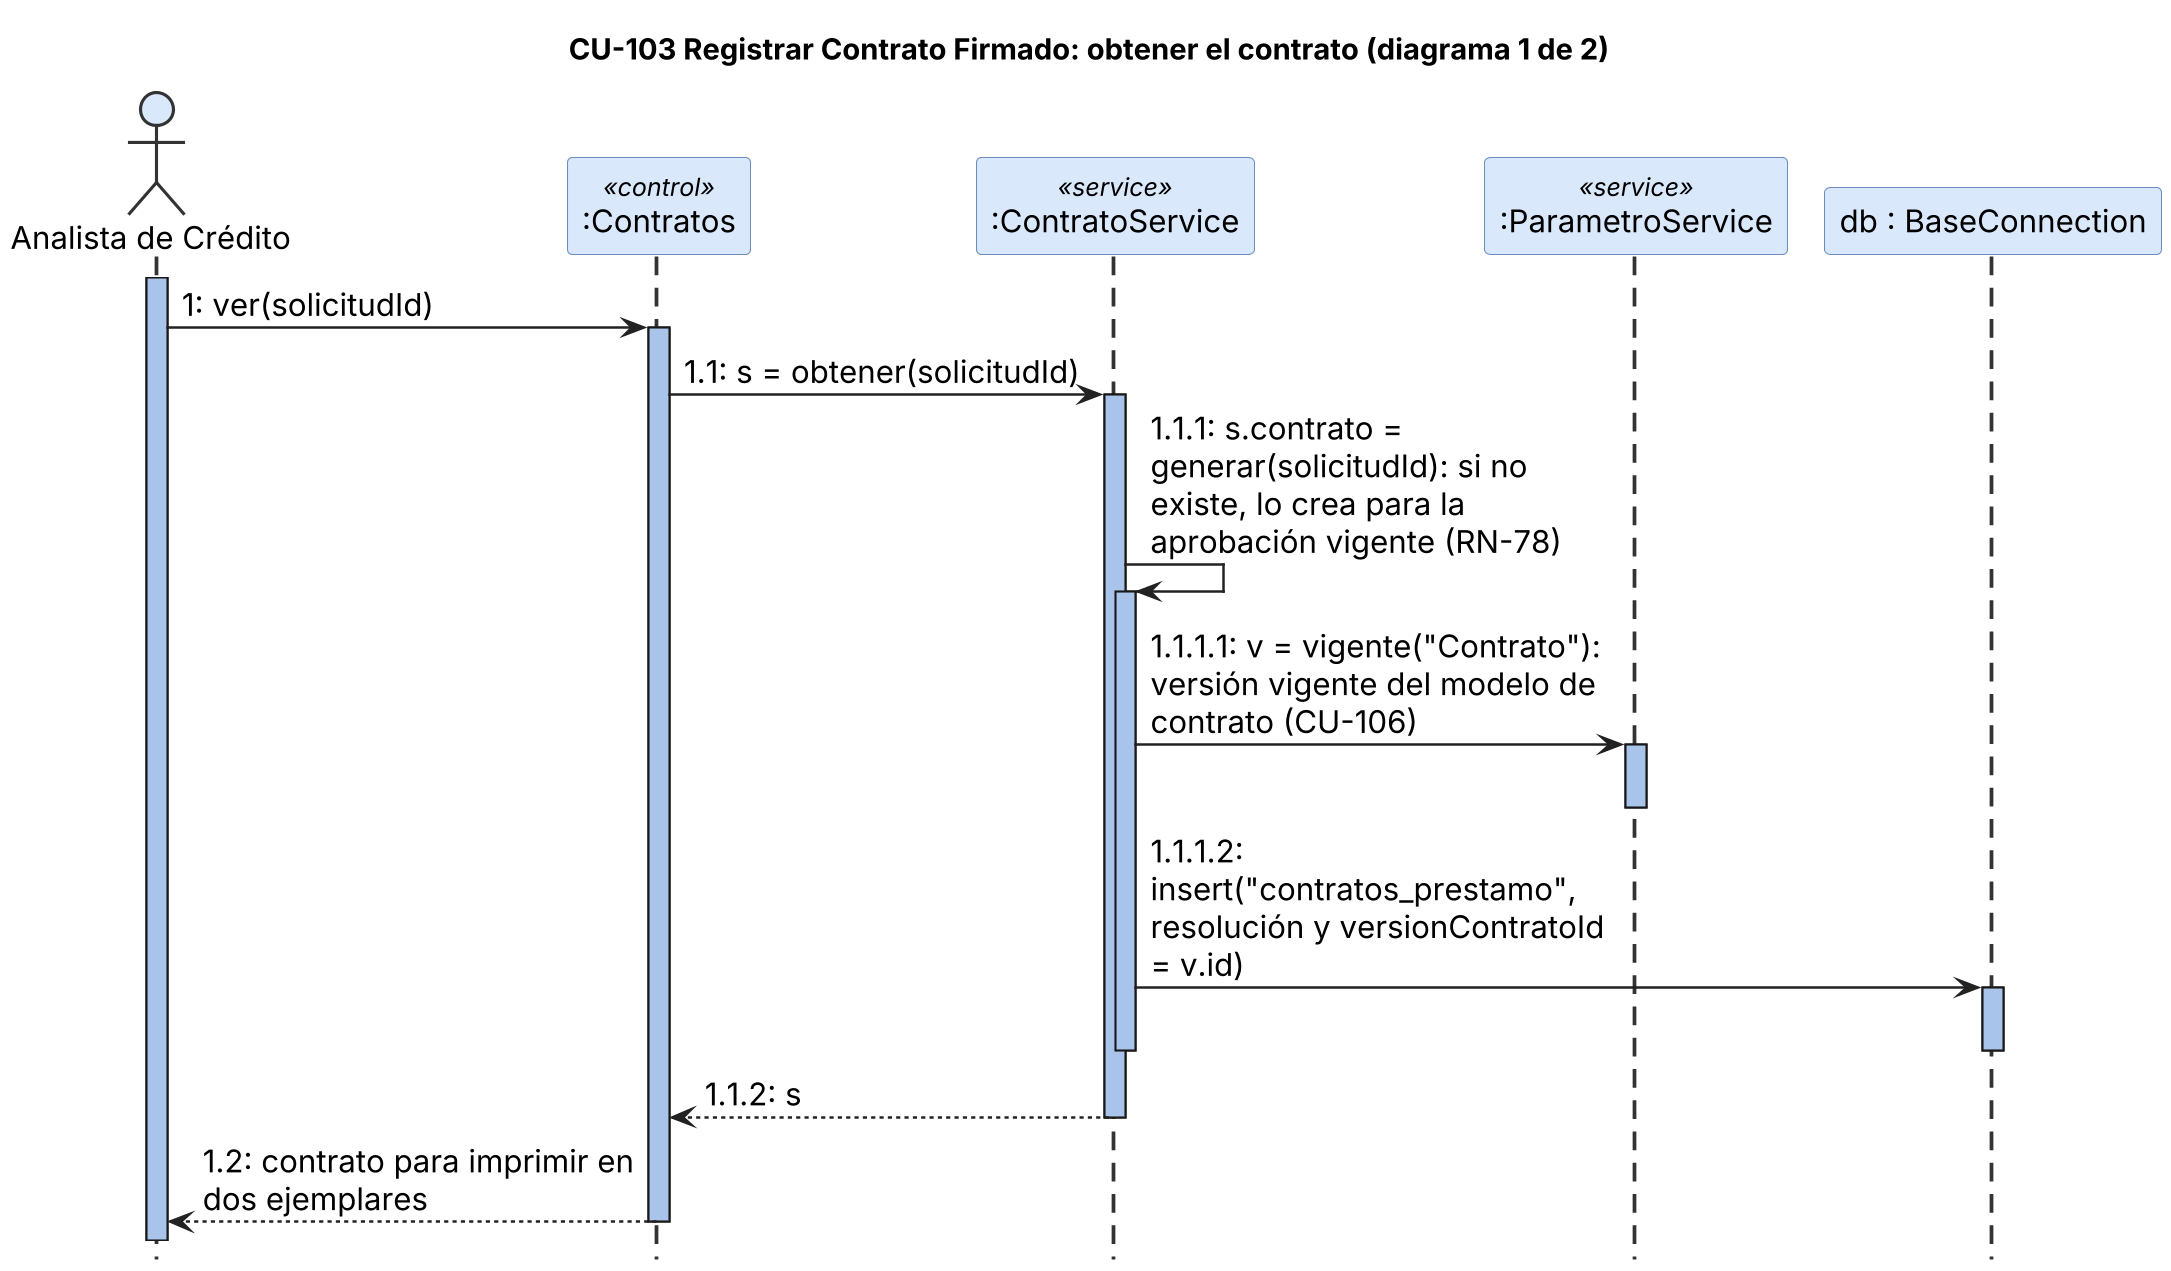 CU-103 Registrar Contrato Firmado: obtener el contrato (diagrama 1 de 2)
Analista de Crédito
«control»
:Contratos
«service»
:ContratoService
«service»
:ParametroService
db : BaseConnection
1: ver(solicitudId)
1.1: s = obtener(solicitudId)
1.1.1: s.contrato =
generar(solicitudId): si no
existe, lo crea para la
aprobación vigente (RN-78)
1.1.1.1: v = vigente("Contrato"):
versión vigente del modelo de
contrato (CU-106)
1.1.1.2:
insert("contratos_prestamo",
resolución y versionContratoId
= v.id)
1.1.2: s
1.2: contrato para imprimir en
dos ejemplares